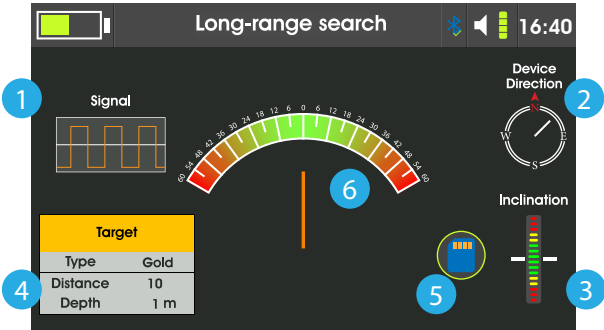 Long-range search
16:40
1
Signal
60 54 48 42 36 30 24 18 12 6 0 6 12 18 24 30 36 42 48 54 60
Device
Direction
2
N
W
E
S
6
Inclination
Target
Type Gold
Distance 10
Depth 1 m
4
5
3